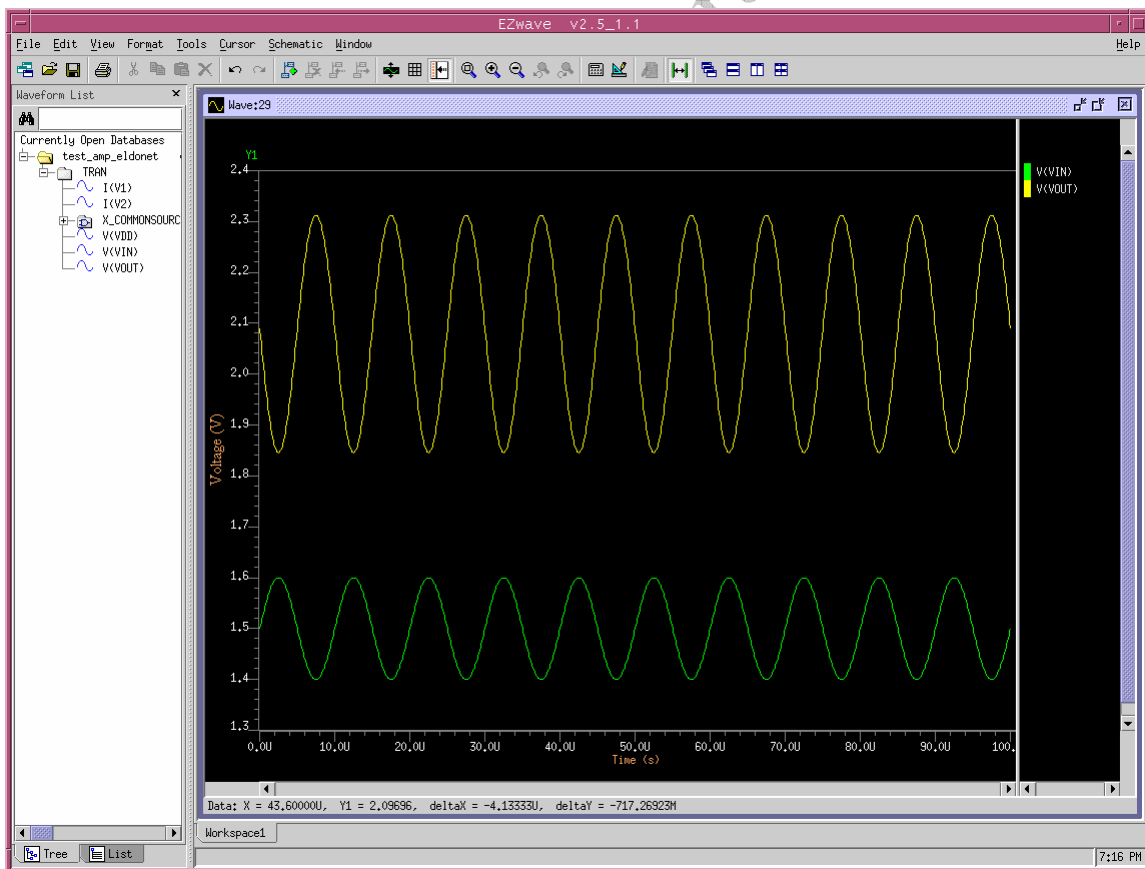 EZwave v2.5_1.1
File Edit View Format Tools Cursor Schematic Window Help
Waveform List
Currently Open Databases
test_amp_eldonet
TRAN
I(V1)
I(V2)
X_COMMONSOURC
V(VDD)
V(VIN)
V(VOUT)
Tree List
Wave:29
Y1
2.4
2.3
2.2
2.1
2.0
1.9
1.8
1.7
1.6
1.5
1.4
1.3
Voltage (V)
0.0U 10.0U 20.0U 30.0U 40.0U 50.0U 60.0U 70.0U 80.0U 90.0U 100.
Time (s)
V(VIN)
V(VOUT)
Data: X = 43.60000U, Y1 = 2.09696, deltaX = -4.13333U, deltaY = -717.26923M
Workspace1
7:16 PM